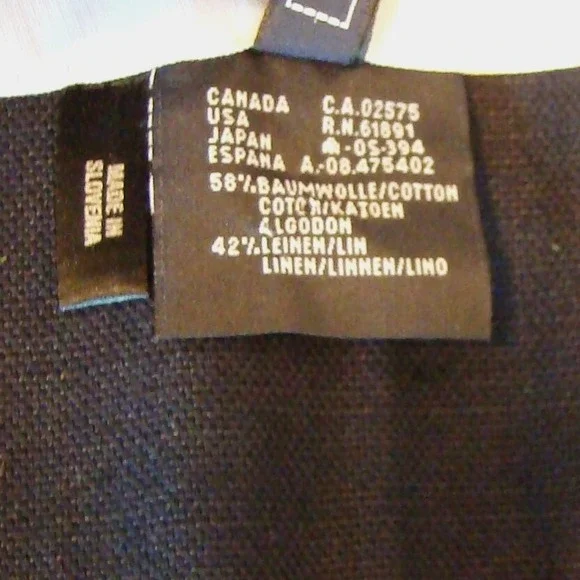 CANADA C.A.02575
USA R.N.61891
JAPAN -OS-394
ESPANA A.-08.475402
58% BAUMWOLLE/COTTON
COTON/KATOEN
ALGODON
42% LEINEN/LIN
LINEN/LINNEN/LINO
MADE IN
SLOVENIA